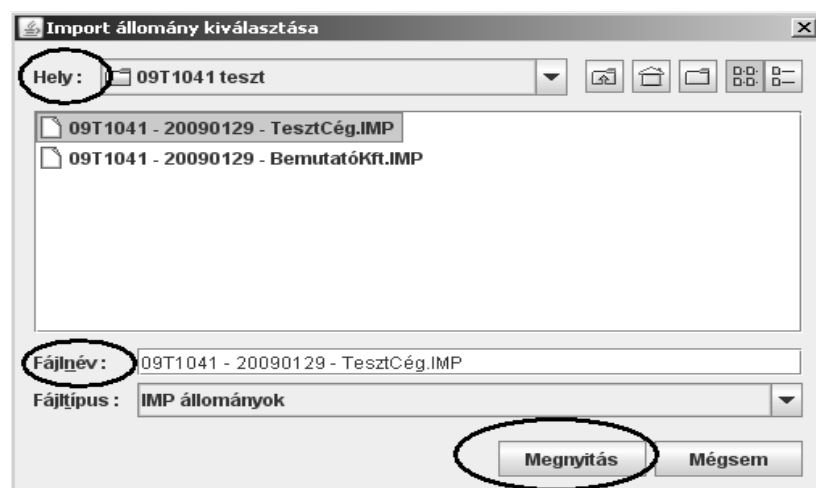 Import állomány kiválasztása
Hely : 09T1041 teszt
09T1041 - 20090129 - TesztCég.IMP
09T1041 - 20090129 - BemutatóKft.IMP
Fájlnév : 09T1041 - 20090129 - TesztCég.IMP
Fájltípus : IMP állományok
Megnyitás Mégsem